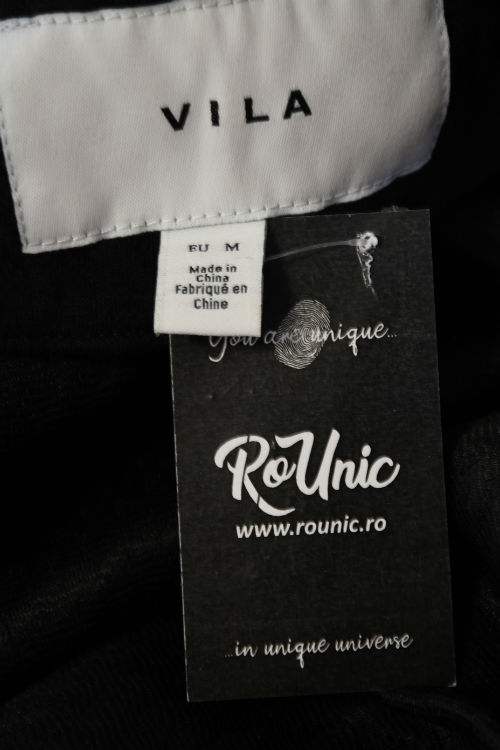 VILA
EU M
Made in
China
Fabriqué en
Chine
You are unique...
RoUnic
www.rounic.ro
...in unique universe